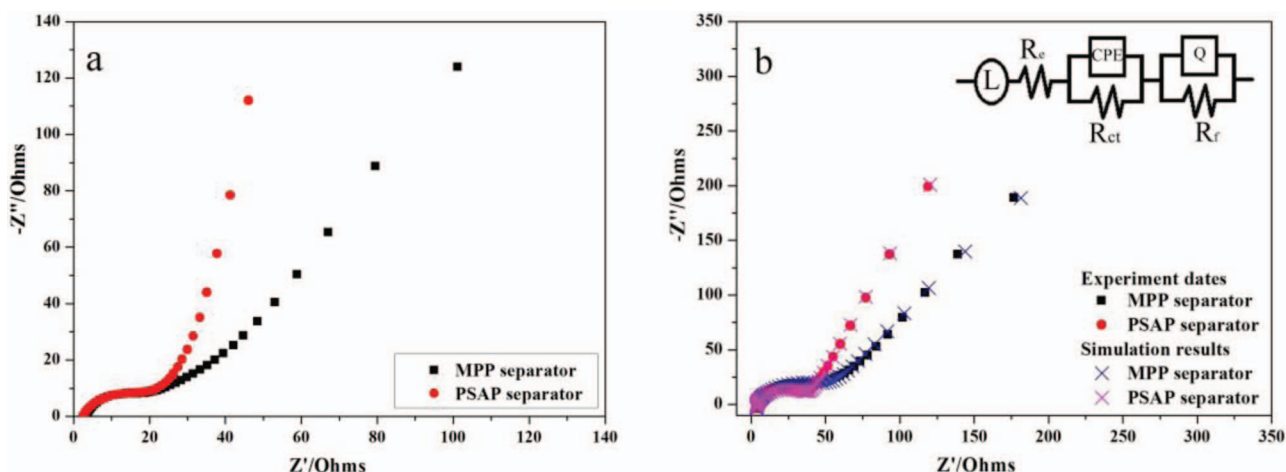 a
-Z''/Ohms
140
120
100
80
60
40
20
0
0 20 40 60 80 100 120 140
Z'/Ohms
MPP separator
PSAP separator
b
-Z''/Ohms
350
300
250
200
150
100
50
0
0 50 100 150 200 250 300 350
Z'/Ohms
L
Re
CPE
Rct
Q
Rf
Experiment dates
MPP separator
PSAP separator
Simulation results
MPP separator
PSAP separator